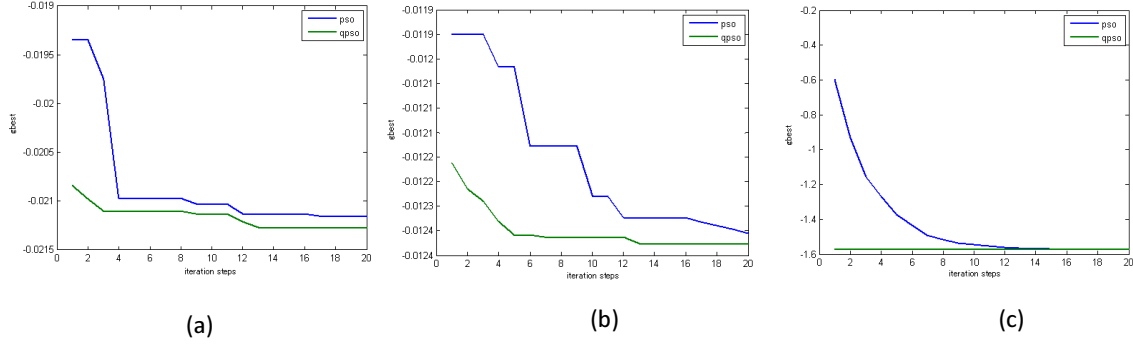 -0.019
-0.0195
-0.02
-0.0205
-0.021
-0.0215
gbest
0 2 4 6 8 10 12 14 16 18 20
iteration steps
pso
qpso
(a)
-0.0119
-0.0119
-0.012
-0.0121
-0.0121
-0.0121
-0.0122
-0.0122
-0.0123
-0.0124
-0.0124
gbest
0 2 4 6 8 10 12 14 16 18 20
iteration steps
pso
qpso
(b)
-0.2
-0.4
-0.6
-0.8
-1
-1.2
-1.4
-1.6
gbest
0 2 4 6 8 10 12 14 16 18 20
iteration steps
pso
qpso
(c)